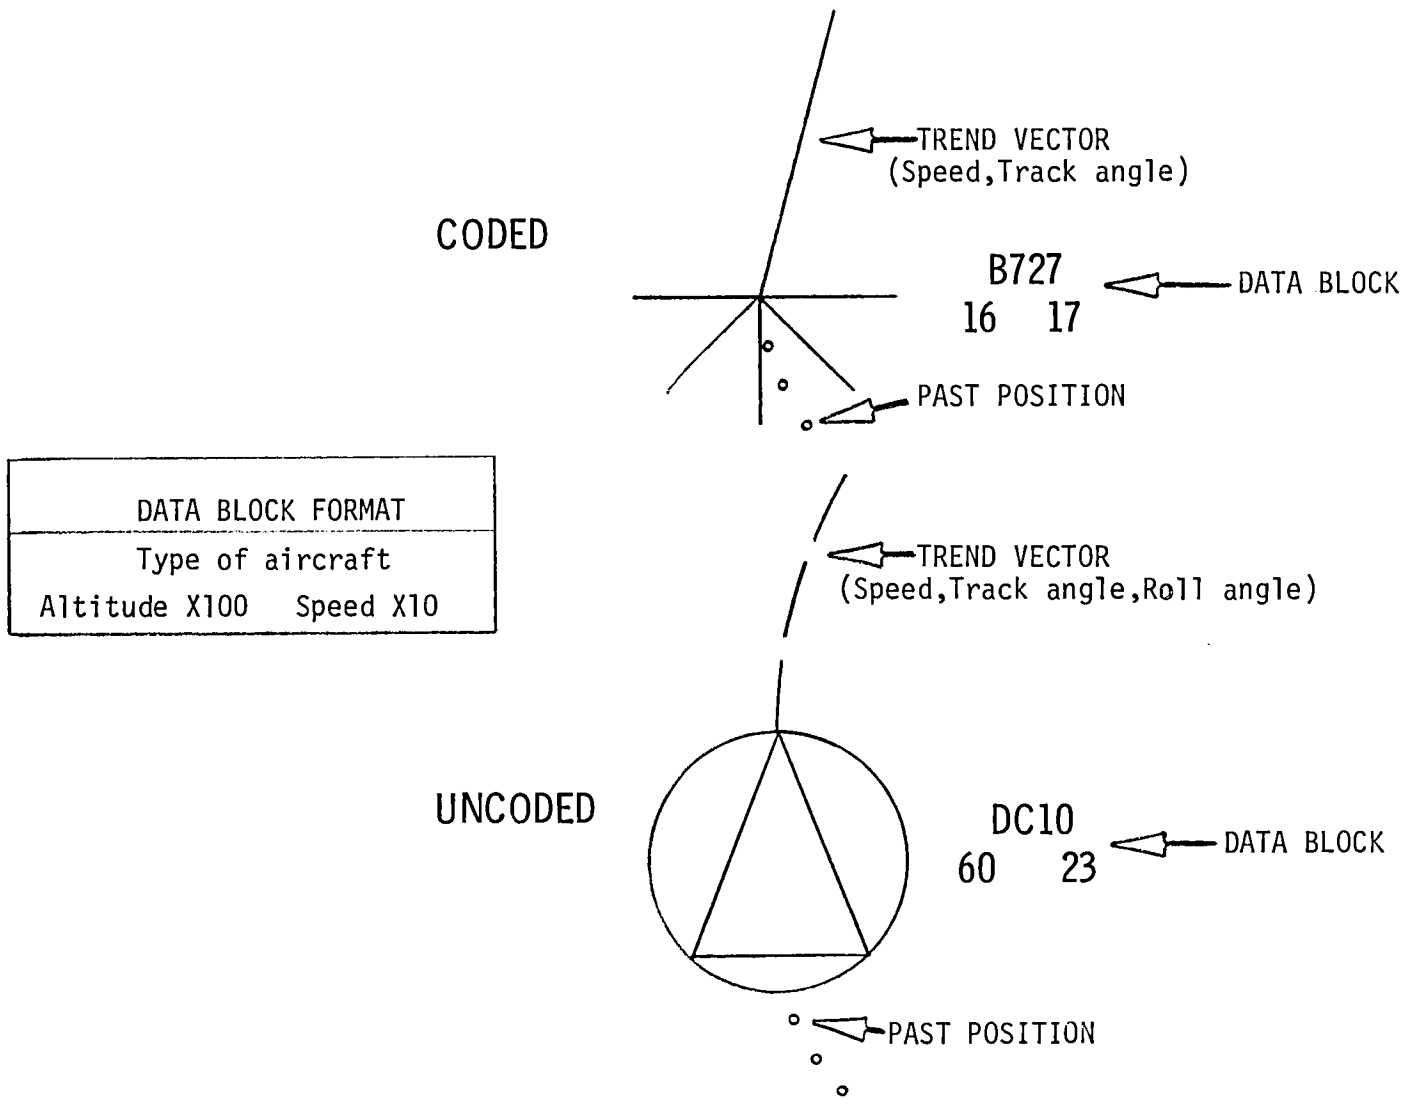 TREND VECTOR
(Speed,Track angle)
CODED
B727
16 17
DATA BLOCK
PAST POSITION
DATA BLOCK FORMAT
Type of aircraft
Altitude X100 Speed X10
TREND VECTOR
(Speed,Track angle,Roll angle)
UNCODED
DC10
60 23
DATA BLOCK
PAST POSITION